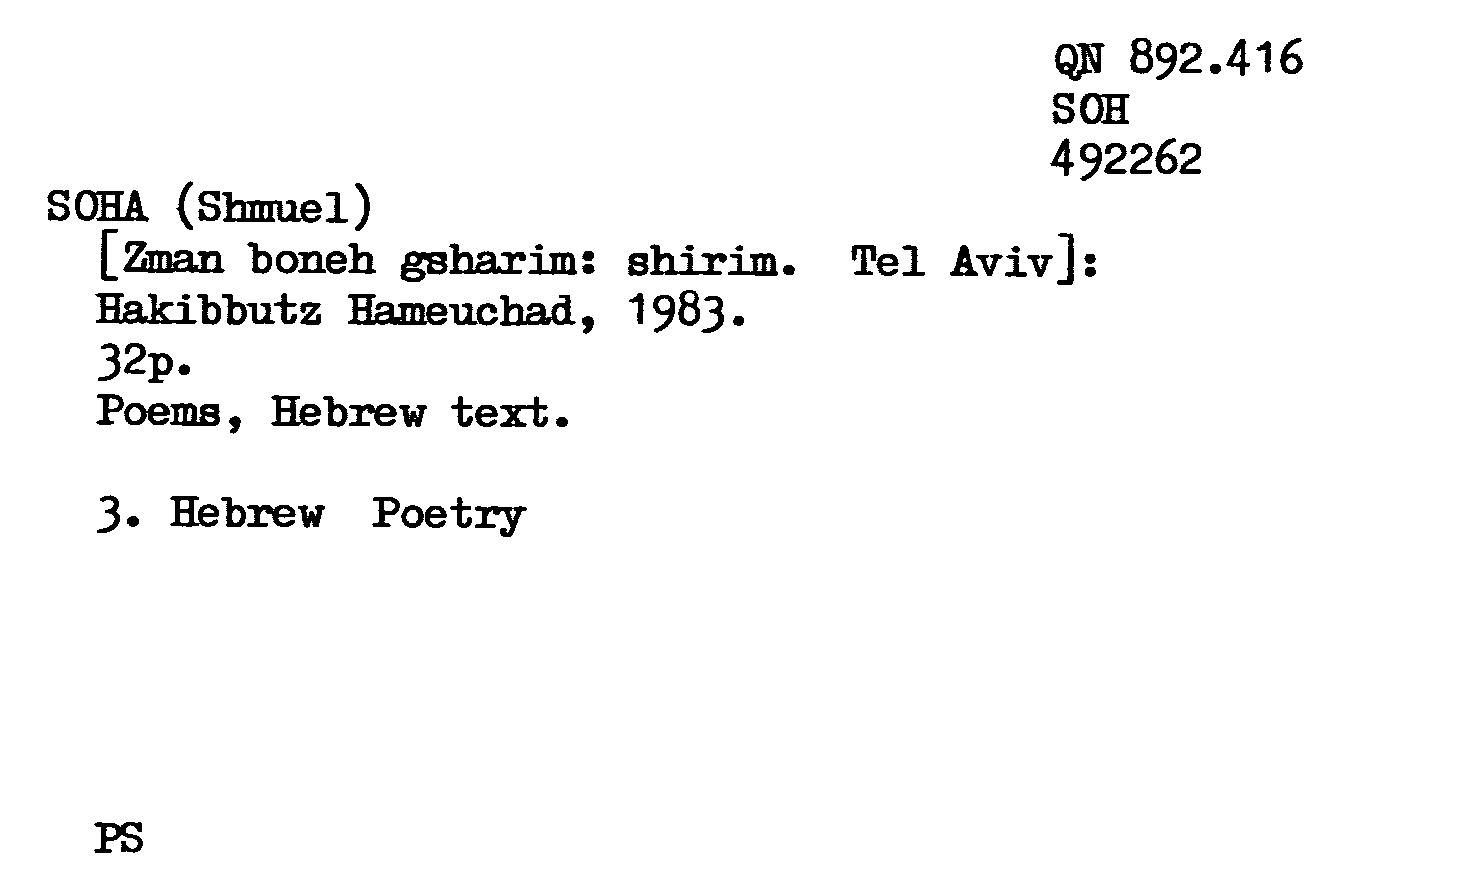 QN 892.416
SOH
492262
SOHA (Shmuel)
[Zman boneh gsharim: shirim. Tel Aviv]:
Hakibbutz Hameuchad, 1983.
32p.
Poems, Hebrew text.
3. Hebrew Poetry
PS